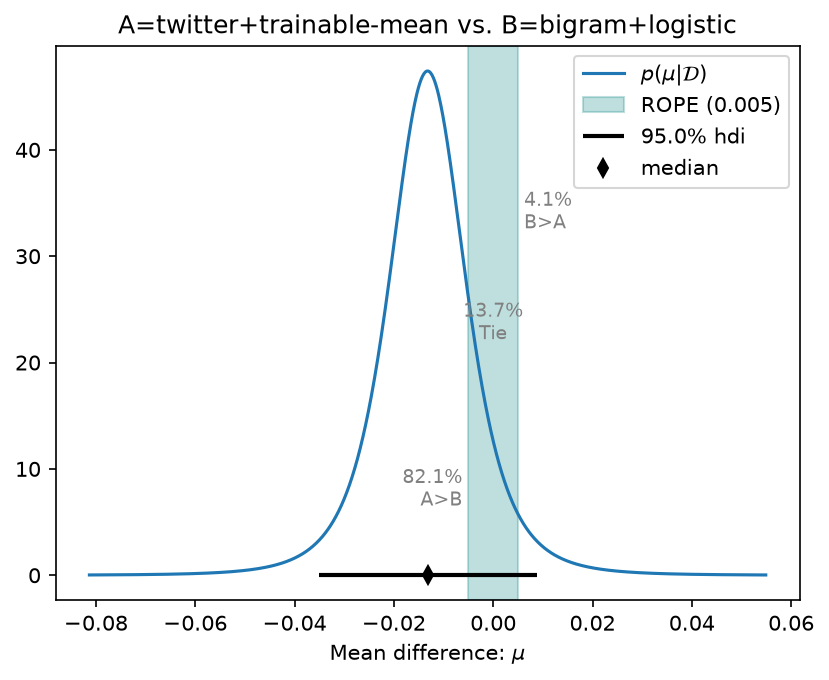 A=twitter+trainable-mean vs. B=bigram+logistic
p(μ|𝒟)
ROPE (0.005)
95.0% hdi
median
4.1%
B>A
13.7%
Tie
82.1%
A>B
40
30
20
10
0
−0.08 −0.06 −0.04 −0.02 0.00 0.02 0.04 0.06
Mean difference: μ